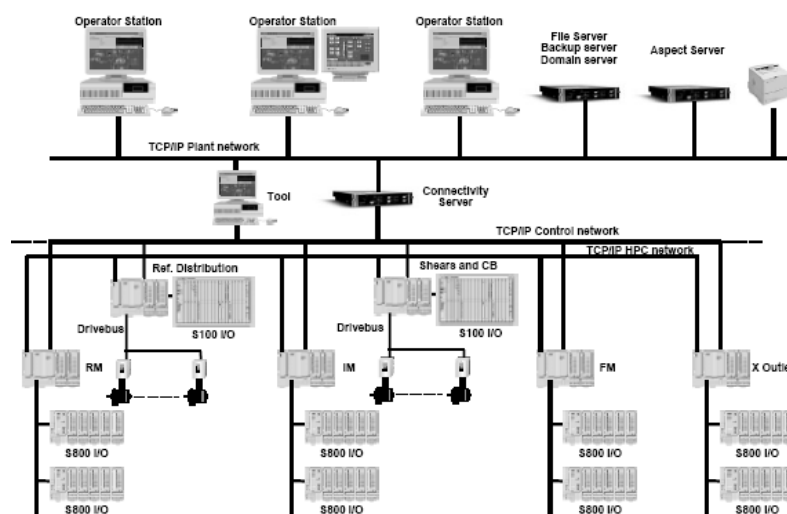 Operator Station
Operator Station
Operator Station
File Server
Backup server
Domain server
Aspect Server
TCP/IP Plant network
Tool
Connectivity
Server
TCP/IP Control network
TCP/IP HPC network
Ref. Distribution
Shears and CB
S100 I/O
S100 I/O
Drivebus
Drivebus
RM
IM
FM
X Outle
S800 I/O
S800 I/O
S800 I/O
S800 I/O
S800 I/O
S800 I/O
S800 I/O
S800 I/O